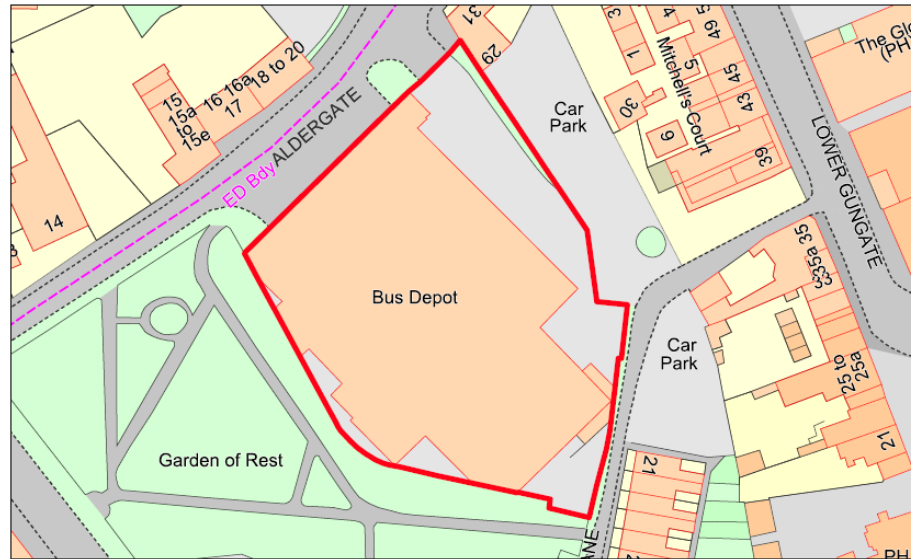 31
29
Car
Park
30
1
4
5
6
Mitchell's Court
49
45
43
39
The Glo
(PH
LOWER GUNGATE
18 to 20
16a
16
17
15
15a
to
15e
14
ED Bdy
ALDERGATE
Bus Depot
Car
Park
35a 35
25 to
25a
21
Garden of Rest
21
ANE
PH